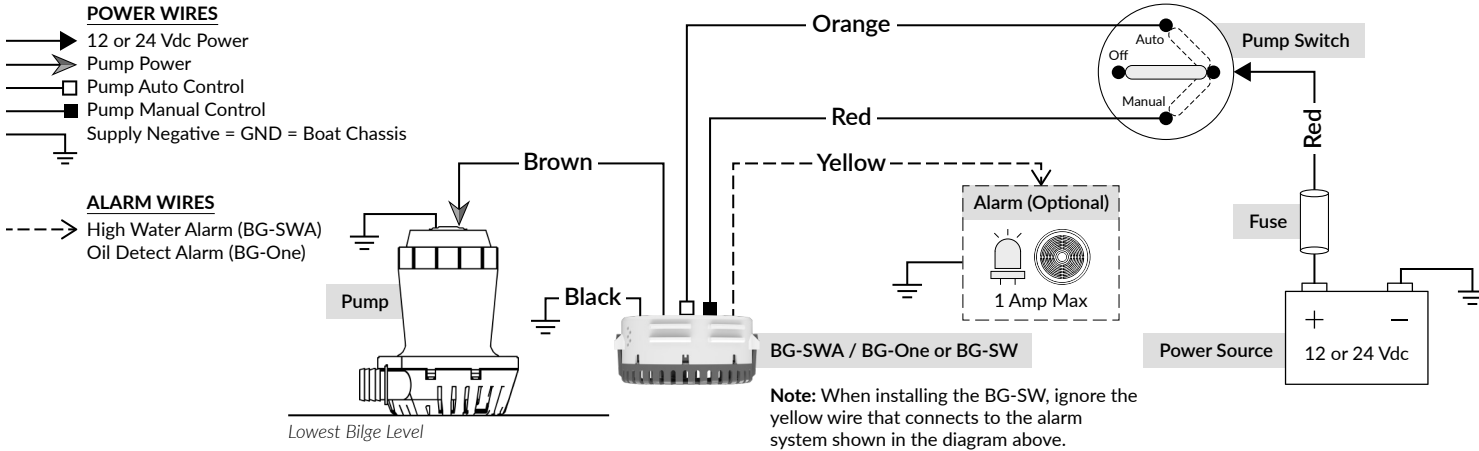 POWER WIRES
12 or 24 Vdc Power
Pump Power
Pump Auto Control
Pump Manual Control
Supply Negative = GND = Boat Chassis
ALARM WIRES
High Water Alarm (BG-SWA)
Oil Detect Alarm (BG-One)
Orange
Auto
Off
Manual
Pump Switch
Red
Red
Brown
Yellow
Alarm (Optional)
1 Amp Max
Fuse
Pump
Black
BG-SWA / BG-One or BG-SW
Power Source
+ –
12 or 24 Vdc
Note: When installing the BG-SW, ignore the
yellow wire that connects to the alarm
system shown in the diagram above.
Lowest Bilge Level